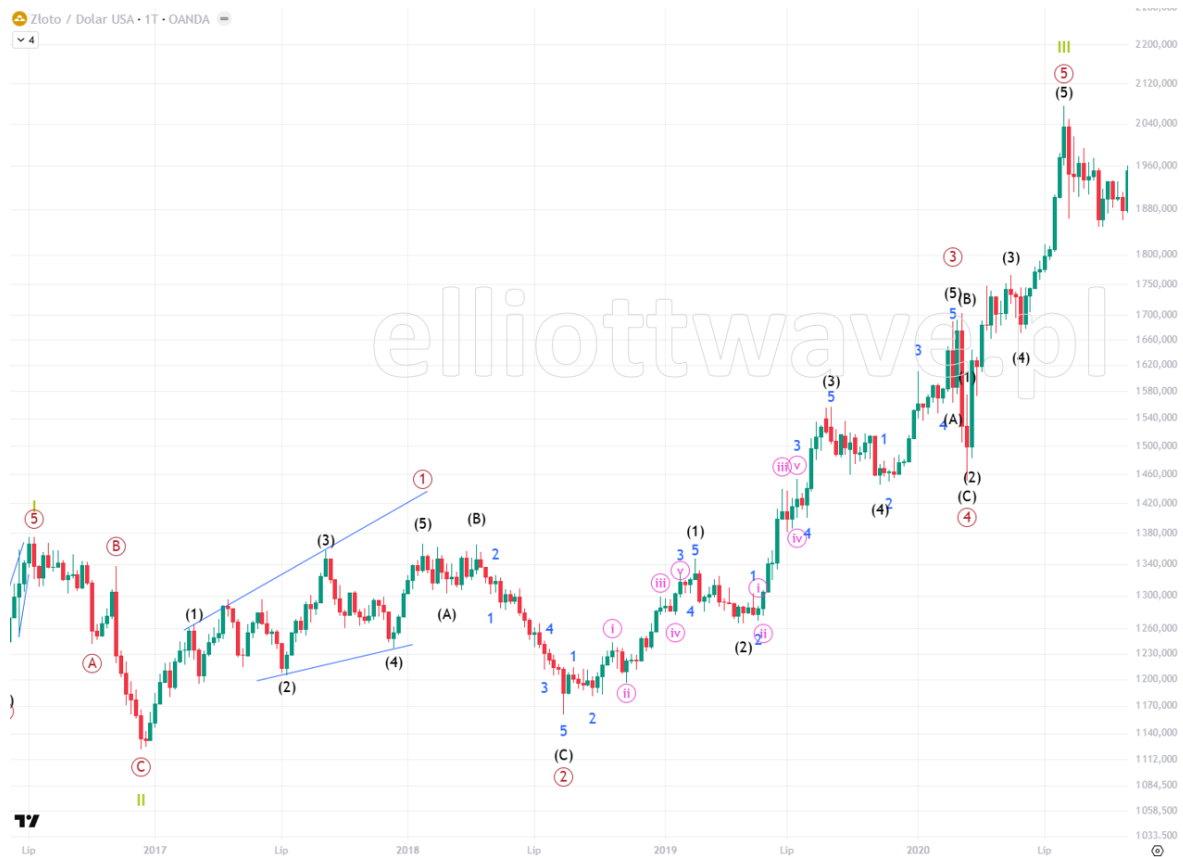 Złoto / Dolar USA · 1T · OANDA
4
2 200,000
III
5
(5)
2 120,000
2 040,000
1 960,000
1 880,000
3
(3)
1 800,000
1 750,000
(5) (B)
5
1 700,000
elliottwave.pl
3
1 660,000
(4)
1 620,000
(3)
(1)
1 580,000
5
(A)
4
1 540,000
1
3
1 500,000
iii v
1
1 460,000
(2)
(C)
2
(4)
1 420,000
5
I
(5)
(B)
(3)
4
iv
4
1 380,000
(1)
B
2
5
3
1 340,000
v
iii
1
i
1 300,000
(1)
(A)
1
4
i
4
iv
ii
2
1 260,000
(2)
A
(4)
1
1 230,000
(2)
3
ii
1 200,000
2
1 170,000
5
1 140,000
(C)
C
2
1 112,000
II
1 084,500
1 058,500
1 033,500
Lip 2017 Lip 2018 Lip 2019 Lip 2020 Lip